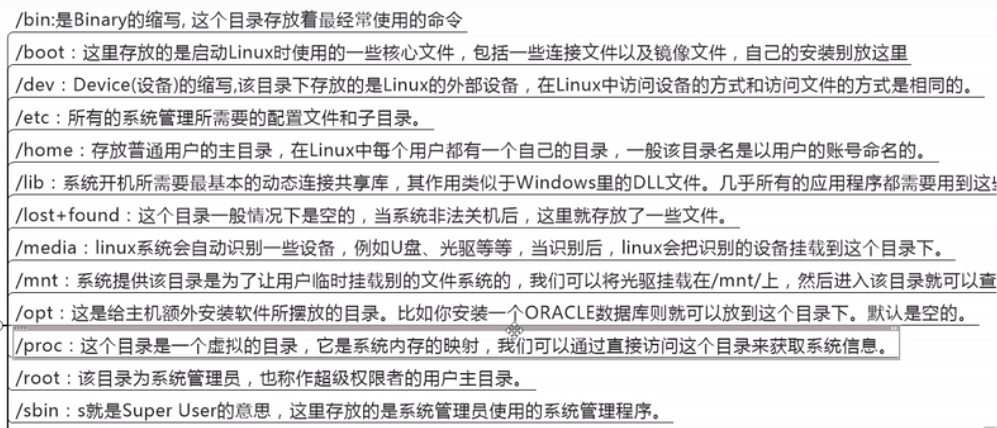 /bin:是Binary的缩写, 这个目录存放着最经常使用的命令
/boot：这里存放的是启动Linux时使用的一些核心文件，包括一些连接文件以及镜像文件，自己的安装别放这里
/dev：Device(设备)的缩写,该目录下存放的是Linux的外部设备，在Linux中访问设备的方式和访问文件的方式是相同的。
/etc：所有的系统管理所需要的配置文件和子目录。
/home：存放普通用户的主目录，在Linux中每个用户都有一个自己的目录，一般该目录名是以用户的账号命名的。
/lib：系统开机所需要最基本的动态连接共享库，其作用类似于Windows里的DLL文件。几乎所有的应用程序都需要用到这
/lost+found：这个目录一般情况下是空的，当系统非法关机后，这里就存放了一些文件。
/media：linux系统会自动识别一些设备，例如U盘、光驱等等，当识别后，linux会把识别的设备挂载到这个目录下。
/mnt：系统提供该目录是为了让用户临时挂载别的文件系统的，我们可以将光驱挂载在/mnt/上，然后进入该目录就可以查
/opt：这是给主机额外安装软件所摆放的目录。比如你安装一个ORACLE数据库则就可以放到这个目录下。默认是空的。
/proc：这个目录是一个虚拟的目录，它是系统内存的映射，我们可以通过直接访问这个目录来获取系统信息。
/root：该目录为系统管理员，也称作超级权限者的用户主目录。
/sbin：s就是Super User的意思，这里存放的是系统管理员使用的系统管理程序。